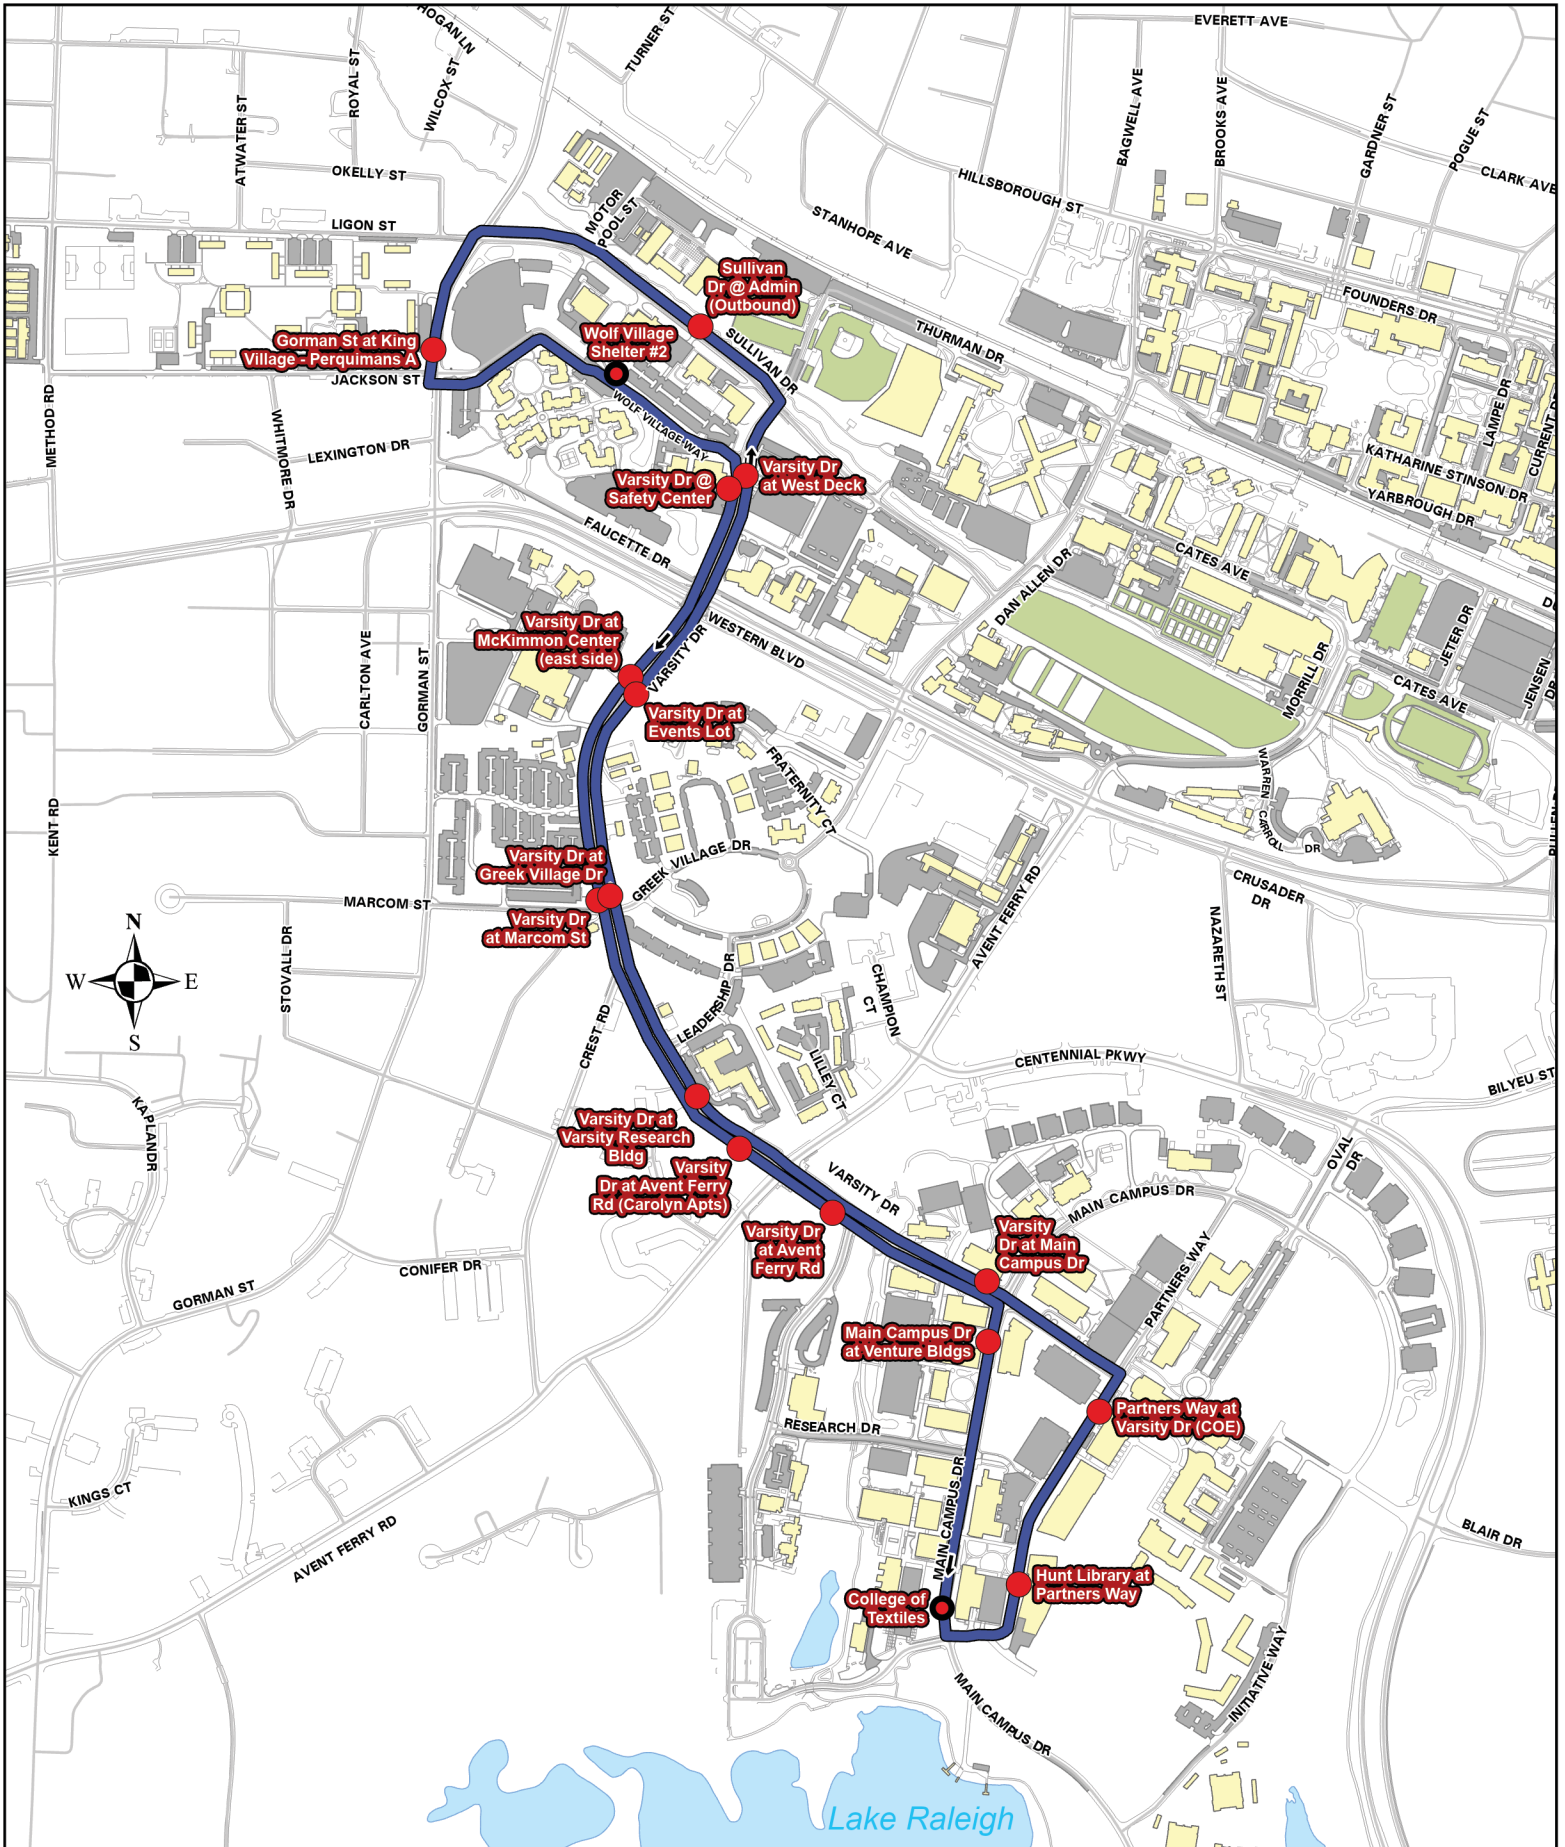 EVERETT AVE
HOGAN LN
TURNER ST
ROYAL ST
WILCOX ST
ATWATER ST
BAGWELL AVE
BROOKS AVE
GARDNER ST
POGUE ST
CLARK AVE
OKELLY ST
HILLSBOROUGH ST
STANHOPE AVE
LIGON ST
MOTOR
POOL ST
Sullivan
Dr @ Admin
(Outbound)
FOUNDERS DR
THURMAN DR
SULLIVAN DR
Gorman St at King
Village - Perquimans A
Wolf Village
Shelter #2
JACKSON ST
METHOD RD
WHITMORE DR
LEXINGTON DR
WOLF VILLAGE WAY
LAMPE DR
CURRENT DR
KATHARINE STINSON DR
YARBROUGH DR
Varsity Dr @
Safety Center
Varsity Dr
at West Deck
FAUCETTE DR
CATES AVE
DAN ALLEN DR
Varsity Dr at
McKimmon Center
(east side)
WESTERN BLVD
VARSITY DR
CARLTON AVE
GORMAN ST
JETER DR
MORRILL DR
CATES AVE
JENSEN
DR
Varsity Dr at
Events Lot
FRATERNITY CT
WARREN CARROLL DR
KENT RD
PULLEN RD
Varsity Dr at
Greek Village Dr
GREEK VILLAGE DR
AVENT FERRY RD
CRUSADER
DR
MARCOM ST
Varsity Dr
at Marcom St
NAZARETH ST
N
W
E
S
STOVALL DR
LEADERSHIP DR
CHAMPION
CT
CREST RD
LILLEY CT
CENTENNIAL PKWY
BILYEU ST
KAPLAN DR
Varsity Dr at
Varsity Research
Bldg
Varsity
Dr at Avent Ferry
Rd (Carolyn Apts)
VARSITY DR
OVAL
DR
MAIN CAMPUS DR
Varsity Dr
at Avent
Ferry Rd
Varsity
Dr at Main
Campus Dr
PARTNERS WAY
CONIFER DR
GORMAN ST
Main Campus Dr
at Venture Bldgs
Partners Way at
Varsity Dr (COE)
RESEARCH DR
KINGS CT
MAIN CAMPUS DR
AVENT FERRY RD
BLAIR DR
College of
Textiles
Hunt Library at
Partners Way
INITIATIVE WAY
MAIN CAMPUS DR
Lake Raleigh